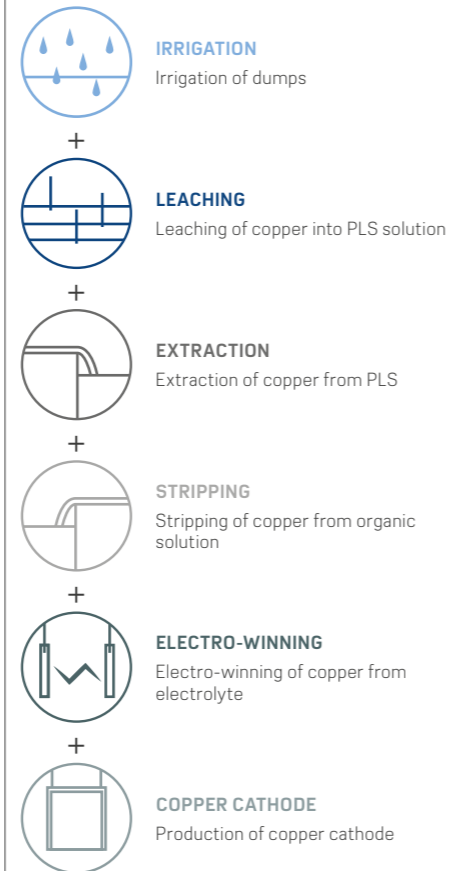 IRRIGATION
Irrigation of dumps
+
LEACHING
Leaching of copper into PLS solution
+
EXTRACTION
Extraction of copper from PLS
+
STRIPPING
Stripping of copper from organic
solution
+
ELECTRO-WINNING
Electro-winning of copper from
electrolyte
+
COPPER CATHODE
Production of copper cathode